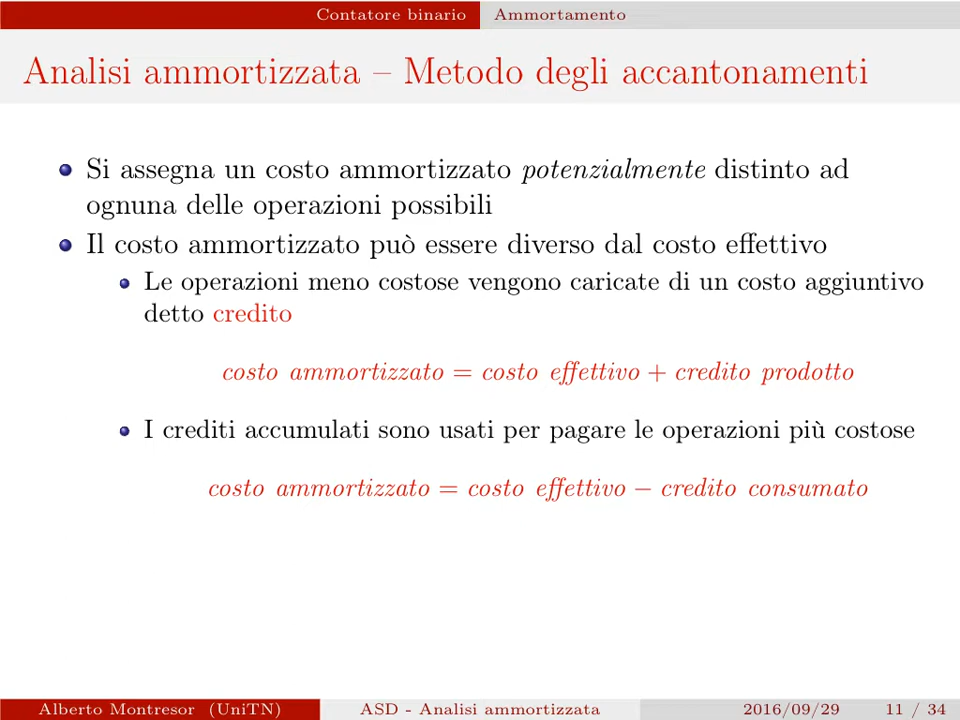 Contatore binario Ammortamento
Analisi ammortizzata – Metodo degli accantonamenti
Si assegna un costo ammortizzato potenzialmente distinto ad
ognuna delle operazioni possibili
Il costo ammortizzato può essere diverso dal costo effettivo
Le operazioni meno costose vengono caricate di un costo aggiuntivo
detto credito
costo ammortizzato = costo effettivo + credito prodotto
I crediti accumulati sono usati per pagare le operazioni più costose
costo ammortizzato = costo effettivo − credito consumato
Alberto Montresor (UniTN) ASD - Analisi ammortizzata 2016/09/29 11 / 34